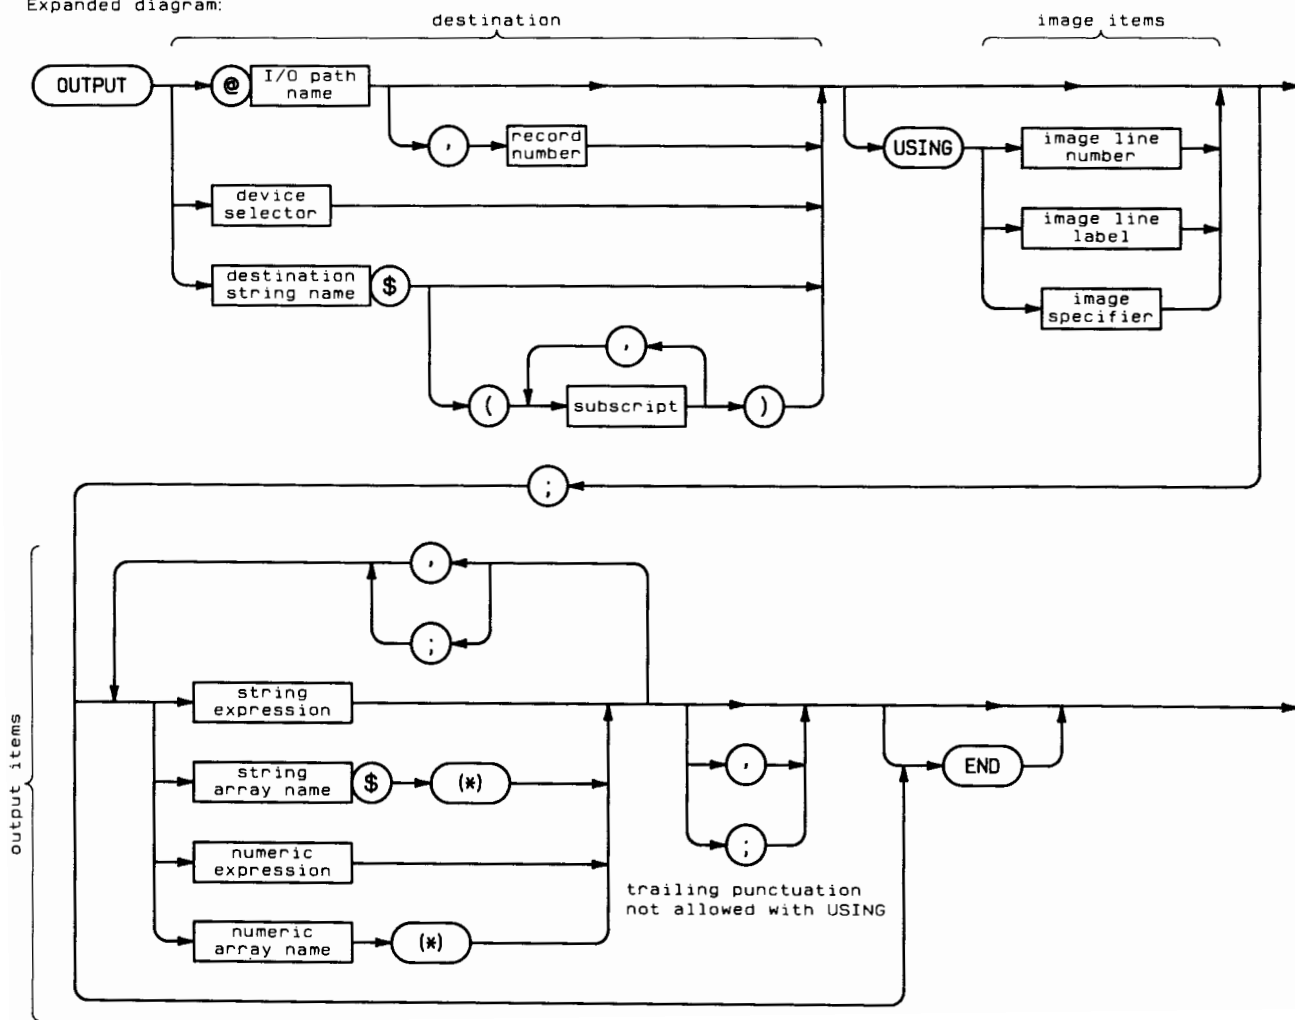 Expanded diagram:
destination
image items
OUTPUT
@
I/O path
name
,
record
number
device
selector
destination
string name
$
,
(
subscript
)
USING
image line
number
image line
label
image
specifier
;
output items
,
;
string
expression
string
array name
$
(*)
numeric
expression
numeric
array name
(*)
,
;
trailing punctuation
not allowed with USING
END